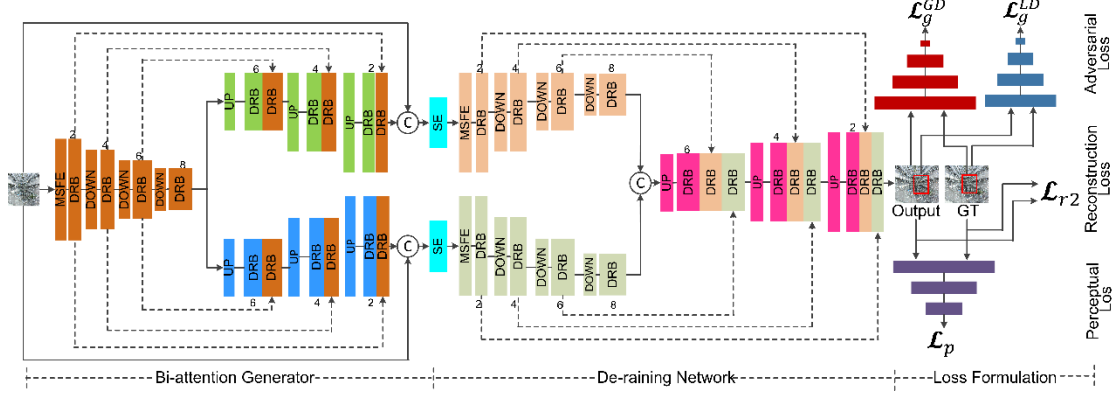 𝓛_g^{GD}
𝓛_g^{LD}
Adversarial
Loss
UP 6 DRB DRB UP 4 DRB DRB UP 2 DRB DRB
C
SE
MSFE 2 DRB DOWN 4 DRB DOWN 6 DRB DOWN 8 DRB
MSFE 2 DRB DOWN 4 DRB DOWN 6 DRB DOWN 8 DRB
C
UP 6 DRB DRB DRB UP 4 DRB DRB DRB UP 2 DRB DRB DRB
Output
GT
Reconstruction
Loss
𝓛_{r2}
UP DRB DRB 6 UP DRB DRB 4 UP DRB DRB 2
C
SE
MSFE DRB 2 DOWN DRB 4 DOWN DRB 6 DOWN DRB 8
Perceptual
Loss
𝓛_p
Bi-attention Generator
De-raining Network
Loss Formulation